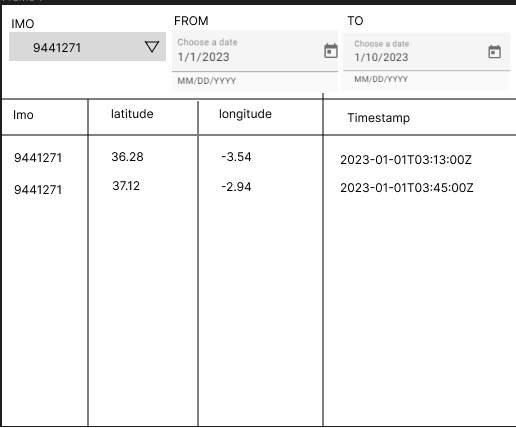 IMO FROM TO
9441271 Choose a date 1/1/2023 MM/DD/YYYY Choose a date 1/10/2023 MM/DD/YYYY
Imo latitude longitude Timestamp
9441271 36.28 -3.54 2023-01-01T03:13:00Z
9441271 37.12 -2.94 2023-01-01T03:45:00Z